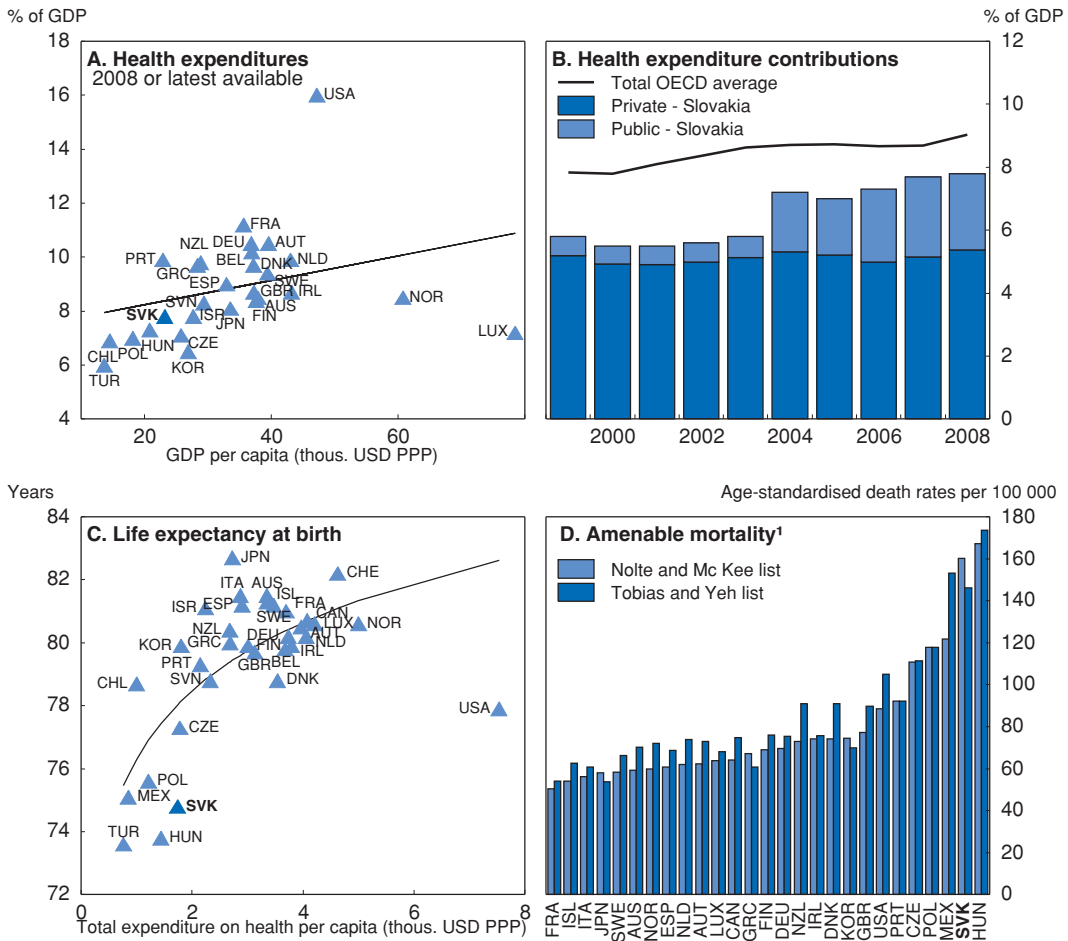 % of GDP
A. Health expenditures
2008 or latest available
18
16
14
12
10
8
6
4
USA
FRA
DEU
AUT
NZL
BEL
NLD
PRT
GRC
DNK
SWE
ESP
GBR
IRL
SVN
AUS
NOR
SVK
ISR
FIN
JPN
LUX
HUN
CZE
POL
CHL
KOR
TUR
20
40
60
GDP per capita (thous. USD PPP)
% of GDP
B. Health expenditure contributions
Total OECD average
Private - Slovakia
Public - Slovakia
12
10
8
6
4
2
0
2000
2002
2004
2006
2008
Years
C. Life expectancy at birth
84
82
80
78
76
74
72
JPN
CHE
ITA
AUS
ISL
ISR
ESP
FRA
SWE
CAN
LUX
NOR
NZL
DEU
AUT
KOR
GRC
FIN
NLD
IRL
PRT
GBR
BEL
SVN
DNK
CHL
USA
CZE
POL
MEX
SVK
TUR
HUN
0
2
4
6
8
Total expenditure on health per capita (thous. USD PPP)
Age-standardised death rates per 100 000
D. Amenable mortality¹
Nolte and Mc Kee list
Tobias and Yeh list
180
160
140
120
100
80
60
40
20
0
FRA
ISL
ITA
JPN
SWE
AUS
NOR
ESP
NLD
AUT
LUX
CAN
GRC
FIN
DEU
NZL
IRL
DNK
KOR
GBR
USA
PRT
CZE
POL
MEX
SVK
HUN